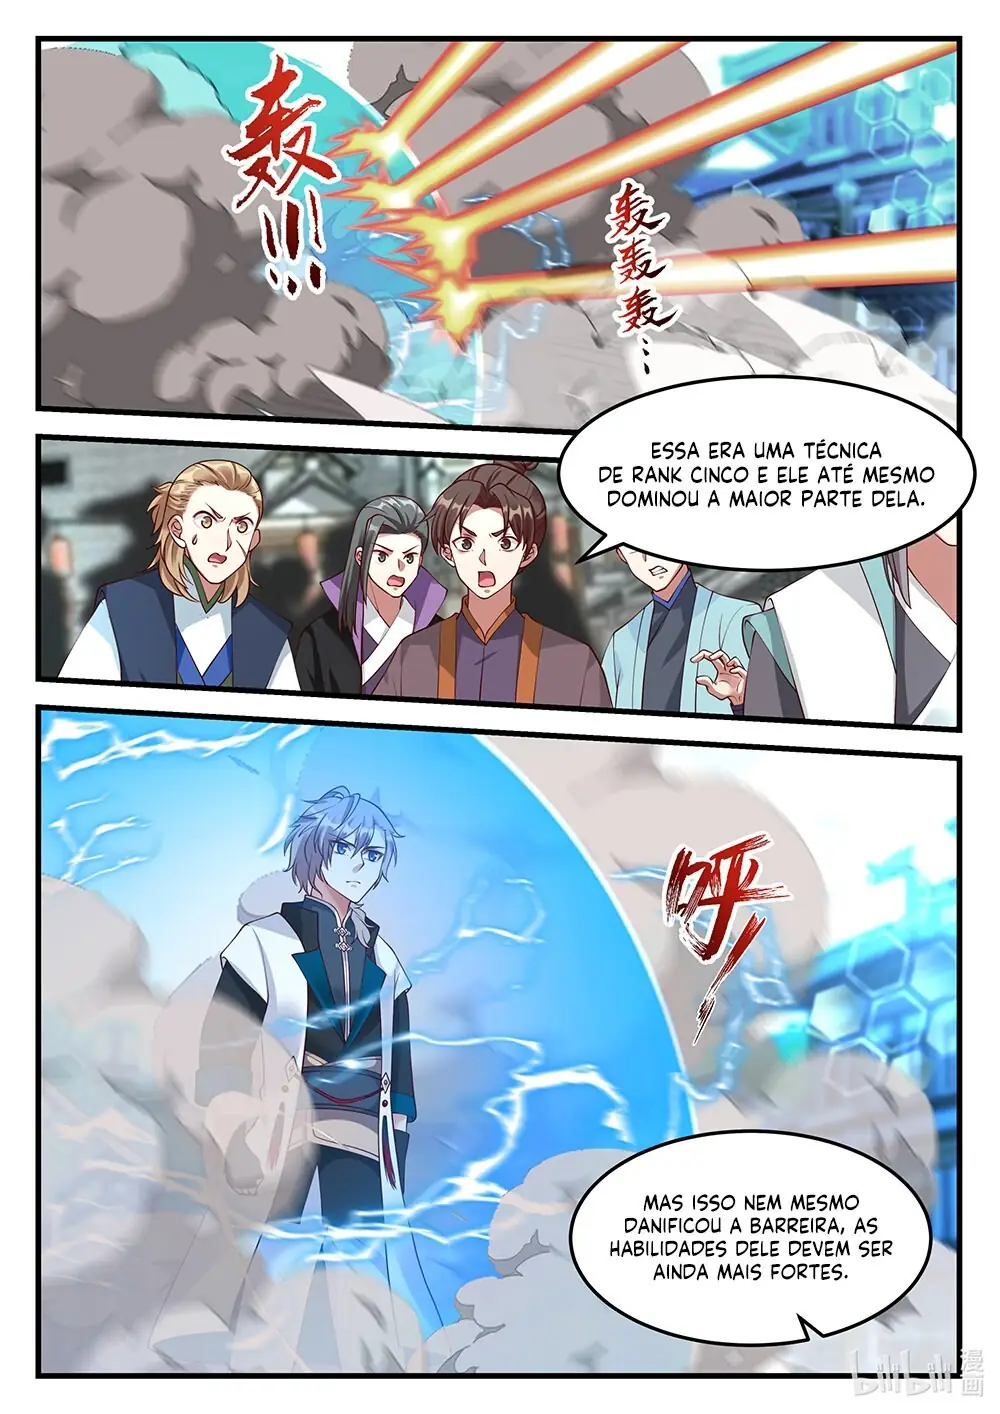 轰!!!
轰
轰
轰...
ESSA ERA UMA TÉCNICA
DE RANK CINCO E ELE ATÉ MESMO
DOMINOU A MAIOR PARTE DELA.
呼
MAS ISSO NEM MESMO
DANIFICOU A BARREIRA, AS
HABILIDADES DELE DEVEM SER
AINDA MAIS FORTES.
bilibili 漫画